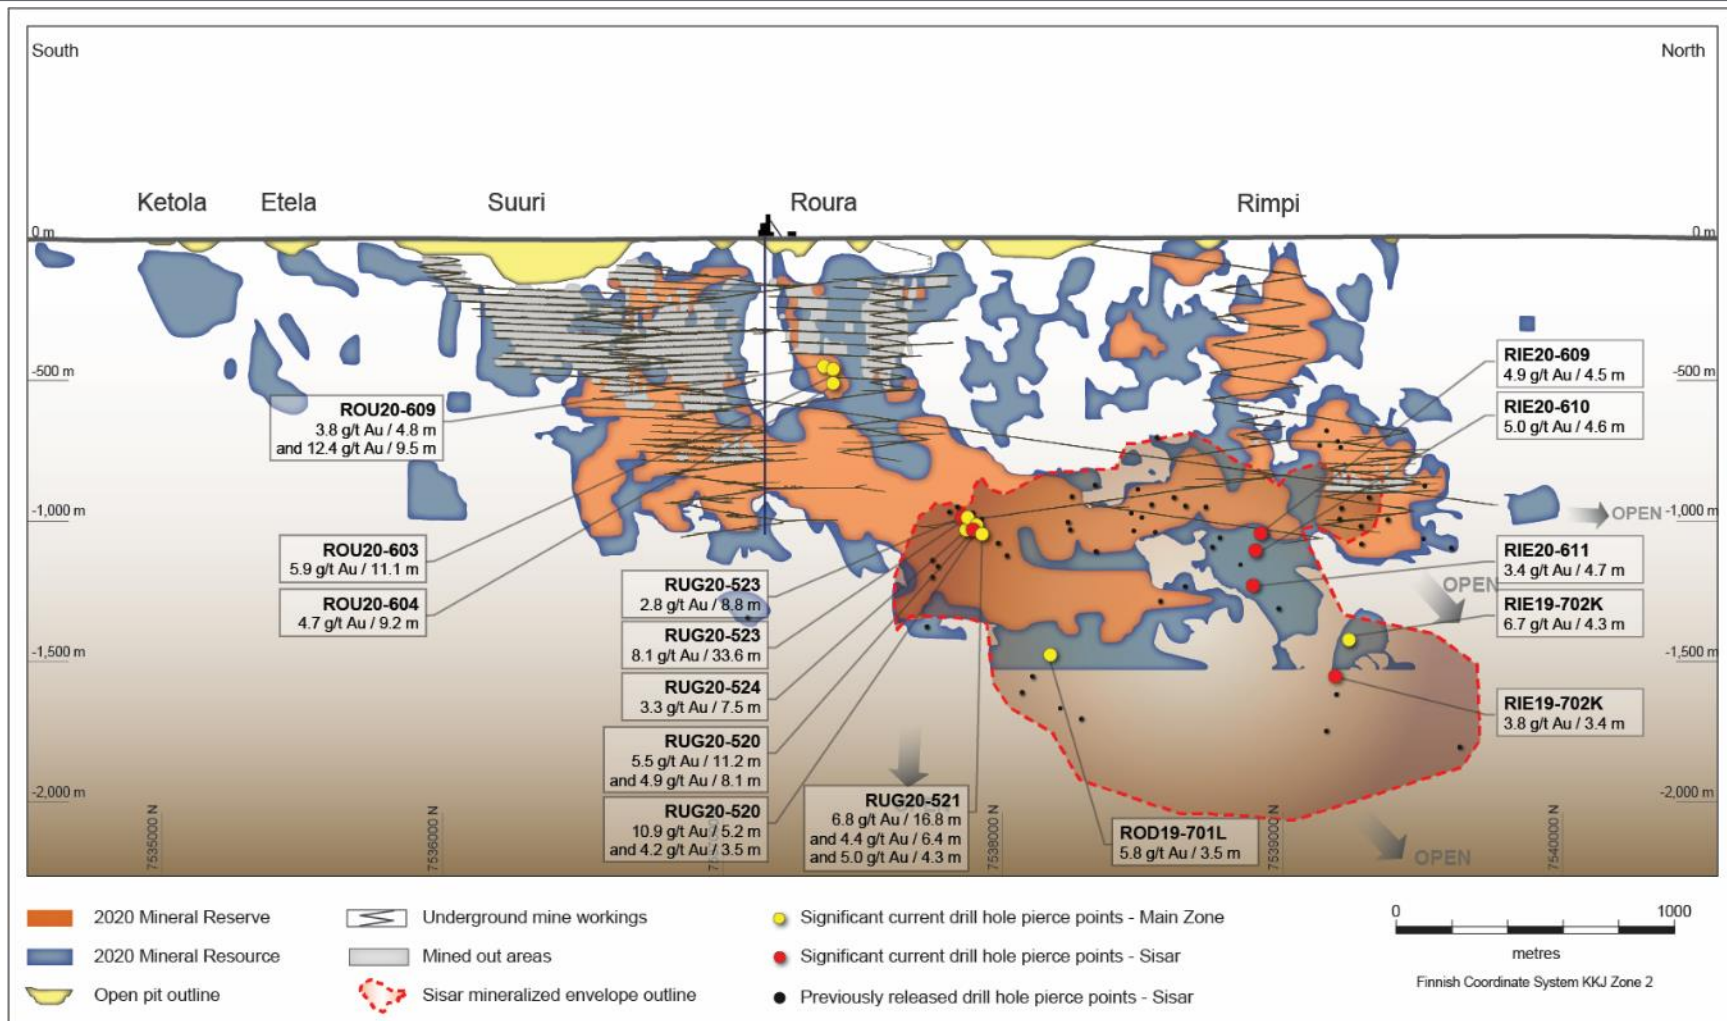 South
North
Ketola
Etela
Suuri
Roura
Rimpi
0 m
0 m
-500 m
-500 m
-1,000 m
-1,000 m
-1,500 m
-1,500 m
-2,000 m
-2,000 m
ROU20-609
3.8 g/t Au / 4.8 m
and 12.4 g/t Au / 9.5 m
ROU20-603
5.9 g/t Au / 11.1 m
ROU20-604
4.7 g/t Au / 9.2 m
RUG20-523
2.8 g/t Au / 8.8 m
RUG20-523
8.1 g/t Au / 33.6 m
RUG20-524
3.3 g/t Au / 7.5 m
RUG20-520
5.5 g/t Au / 11.2 m
and 4.9 g/t Au / 8.1 m
RUG20-520
10.9 g/t Au / 5.2 m
and 4.2 g/t Au / 3.5 m
RUG20-521
6.8 g/t Au / 16.8 m
and 4.4 g/t Au / 6.4 m
and 5.0 g/t Au / 4.3 m
ROD19-701L
5.8 g/t Au / 3.5 m
RIE20-609
4.9 g/t Au / 4.5 m
RIE20-610
5.0 g/t Au / 4.6 m
OPEN
RIE20-611
3.4 g/t Au / 4.7 m
OPEN
RIE19-702K
6.7 g/t Au / 4.3 m
RIE19-702K
3.8 g/t Au / 3.4 m
OPEN
7535000 N
7536000 N
7538000 N
7539000 N
7540000 N
2020 Mineral Reserve
2020 Mineral Resource
Open pit outline
Underground mine workings
Mined out areas
Sisar mineralized envelope outline
Significant current drill hole pierce points - Main Zone
Significant current drill hole pierce points - Sisar
Previously released drill hole pierce points - Sisar
0 1000
metres
Finnish Coordinate System KKJ Zone 2